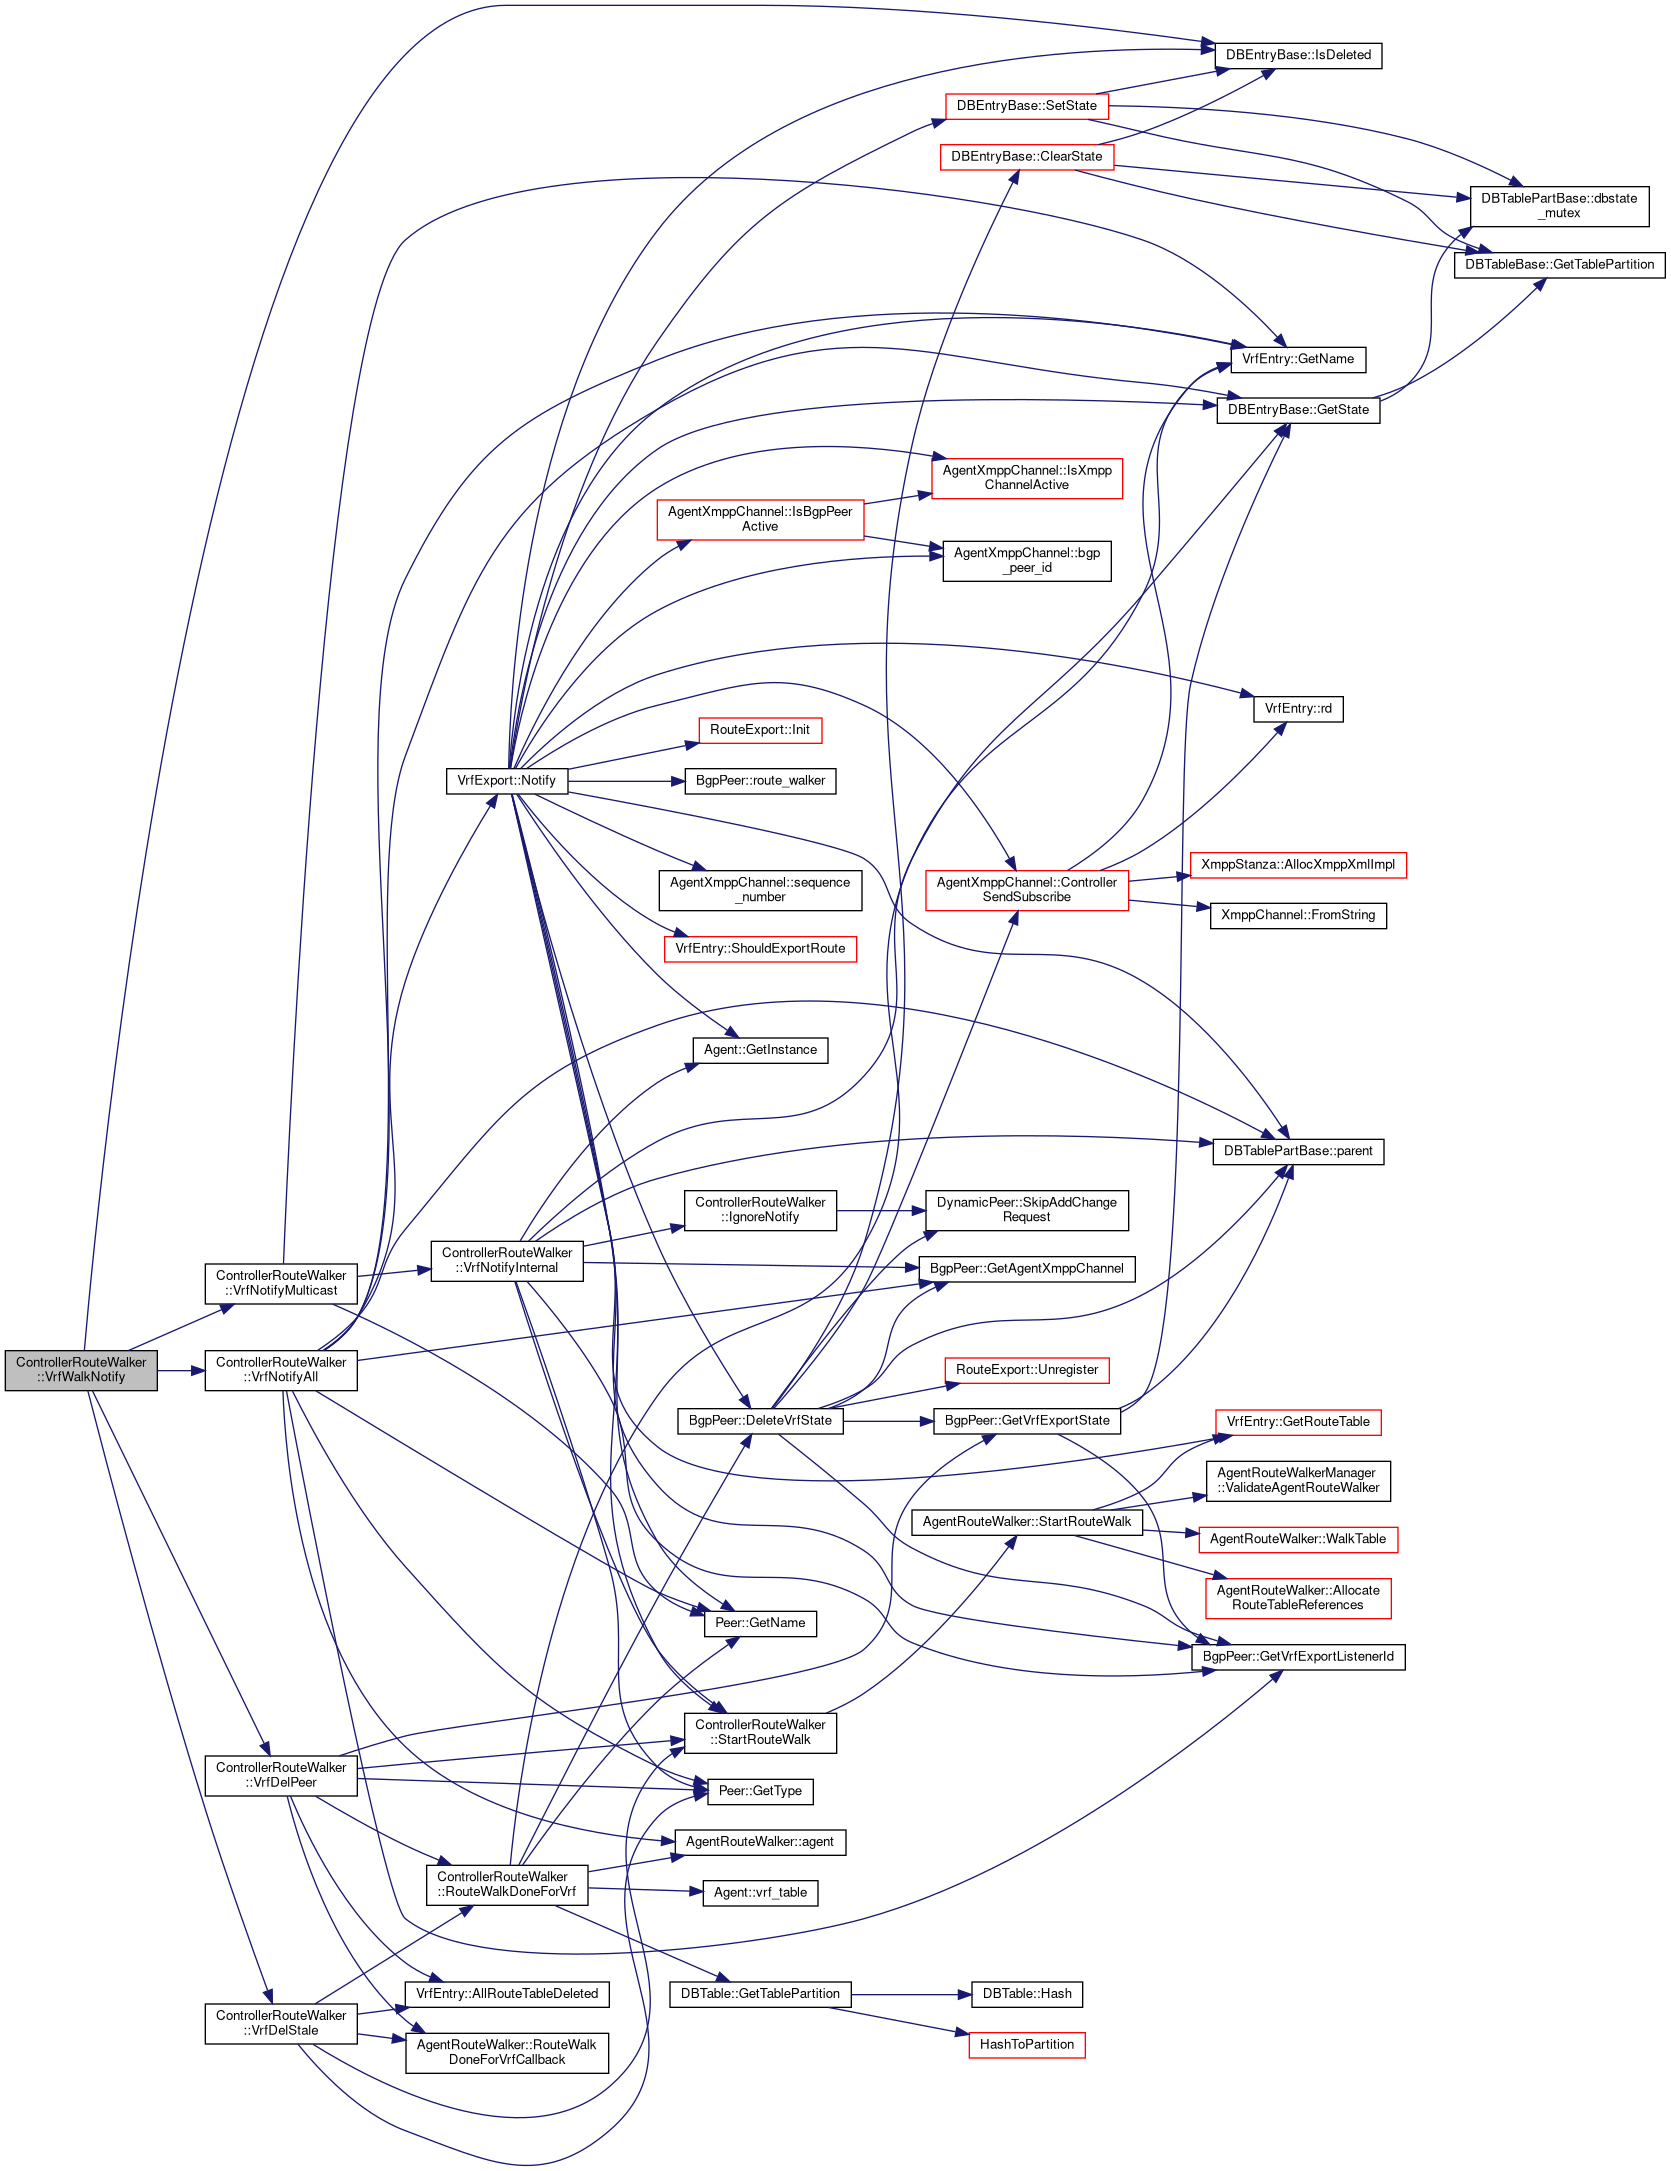 DBEntryBase::IsDeleted
DBEntryBase::SetState
DBEntryBase::ClearState
DBTablePartBase::dbstate
_mutex
DBTableBase::GetTablePartition
VrfEntry::GetName
DBEntryBase::GetState
AgentXmppChannel::IsXmpp
ChannelActive
AgentXmppChannel::IsBgpPeer
Active
AgentXmppChannel::bgp
_peer_id
VrfEntry::rd
RouteExport::Init
VrfExport::Notify
BgpPeer::route_walker
AgentXmppChannel::sequence
_number
AgentXmppChannel::Controller
SendSubscribe
XmppStanza::AllocXmppXmlImpl
XmppChannel::FromString
VrfEntry::ShouldExportRoute
Agent::GetInstance
DBTablePartBase::parent
ControllerRouteWalker
::IgnoreNotify
DynamicPeer::SkipAddChange
Request
ControllerRouteWalker
::VrfNotifyInternal
BgpPeer::GetAgentXmppChannel
ControllerRouteWalker
::VrfNotifyMulticast
ControllerRouteWalker
::VrfWalkNotify
ControllerRouteWalker
::VrfNotifyAll
RouteExport::Unregister
BgpPeer::DeleteVrfState
BgpPeer::GetVrfExportState
VrfEntry::GetRouteTable
AgentRouteWalkerManager
::ValidateAgentRouteWalker
AgentRouteWalker::StartRouteWalk
AgentRouteWalker::WalkTable
AgentRouteWalker::Allocate
RouteTableReferences
Peer::GetName
BgpPeer::GetVrfExportListenerId
ControllerRouteWalker
::StartRouteWalk
ControllerRouteWalker
::VrfDelPeer
Peer::GetType
AgentRouteWalker::agent
ControllerRouteWalker
::RouteWalkDoneForVrf
Agent::vrf_table
VrfEntry::AllRouteTableDeleted
DBTable::GetTablePartition
DBTable::Hash
ControllerRouteWalker
::VrfDelStale
AgentRouteWalker::RouteWalk
DoneForVrfCallback
HashToPartition